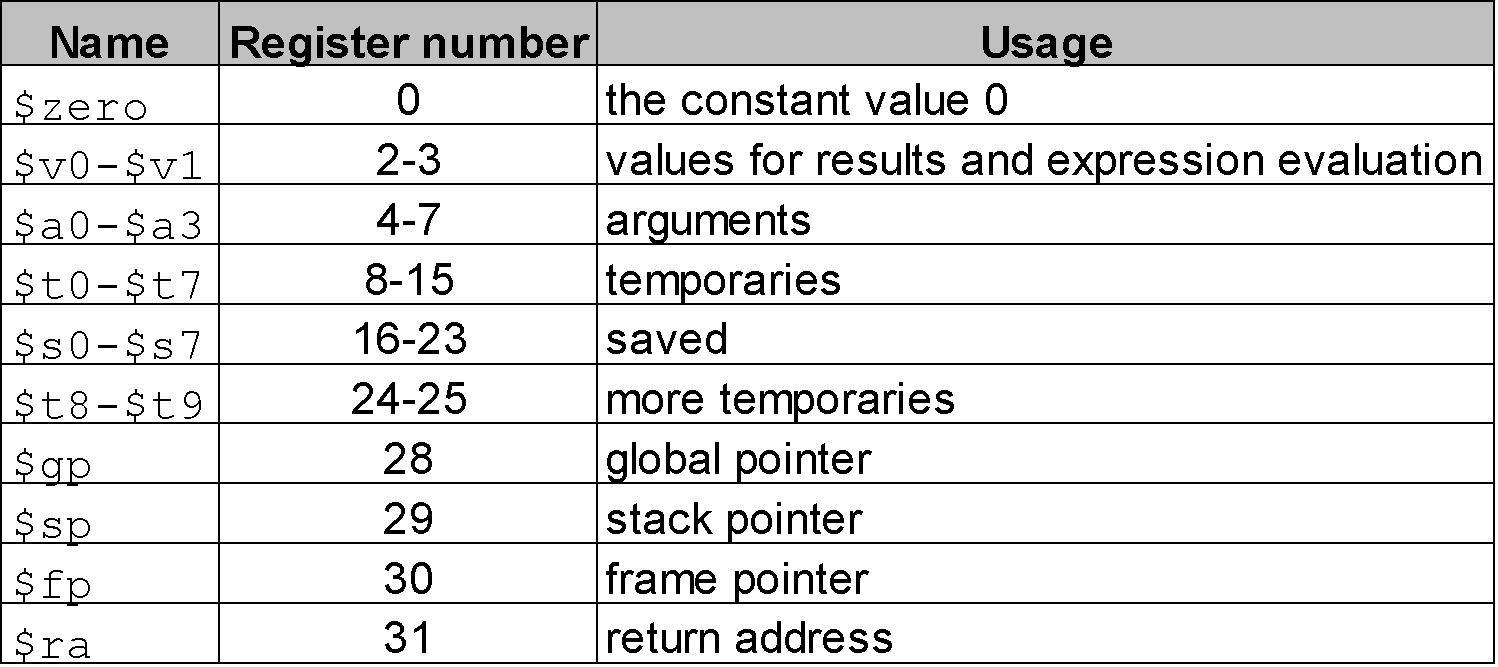 Name Register number Usage
$zero 0 the constant value 0
$v0-$v1 2-3 values for results and expression evaluation
$a0-$a3 4-7 arguments
$t0-$t7 8-15 temporaries
$s0-$s7 16-23 saved
$t8-$t9 24-25 more temporaries
$gp 28 global pointer
$sp 29 stack pointer
$fp 30 frame pointer
$ra 31 return address